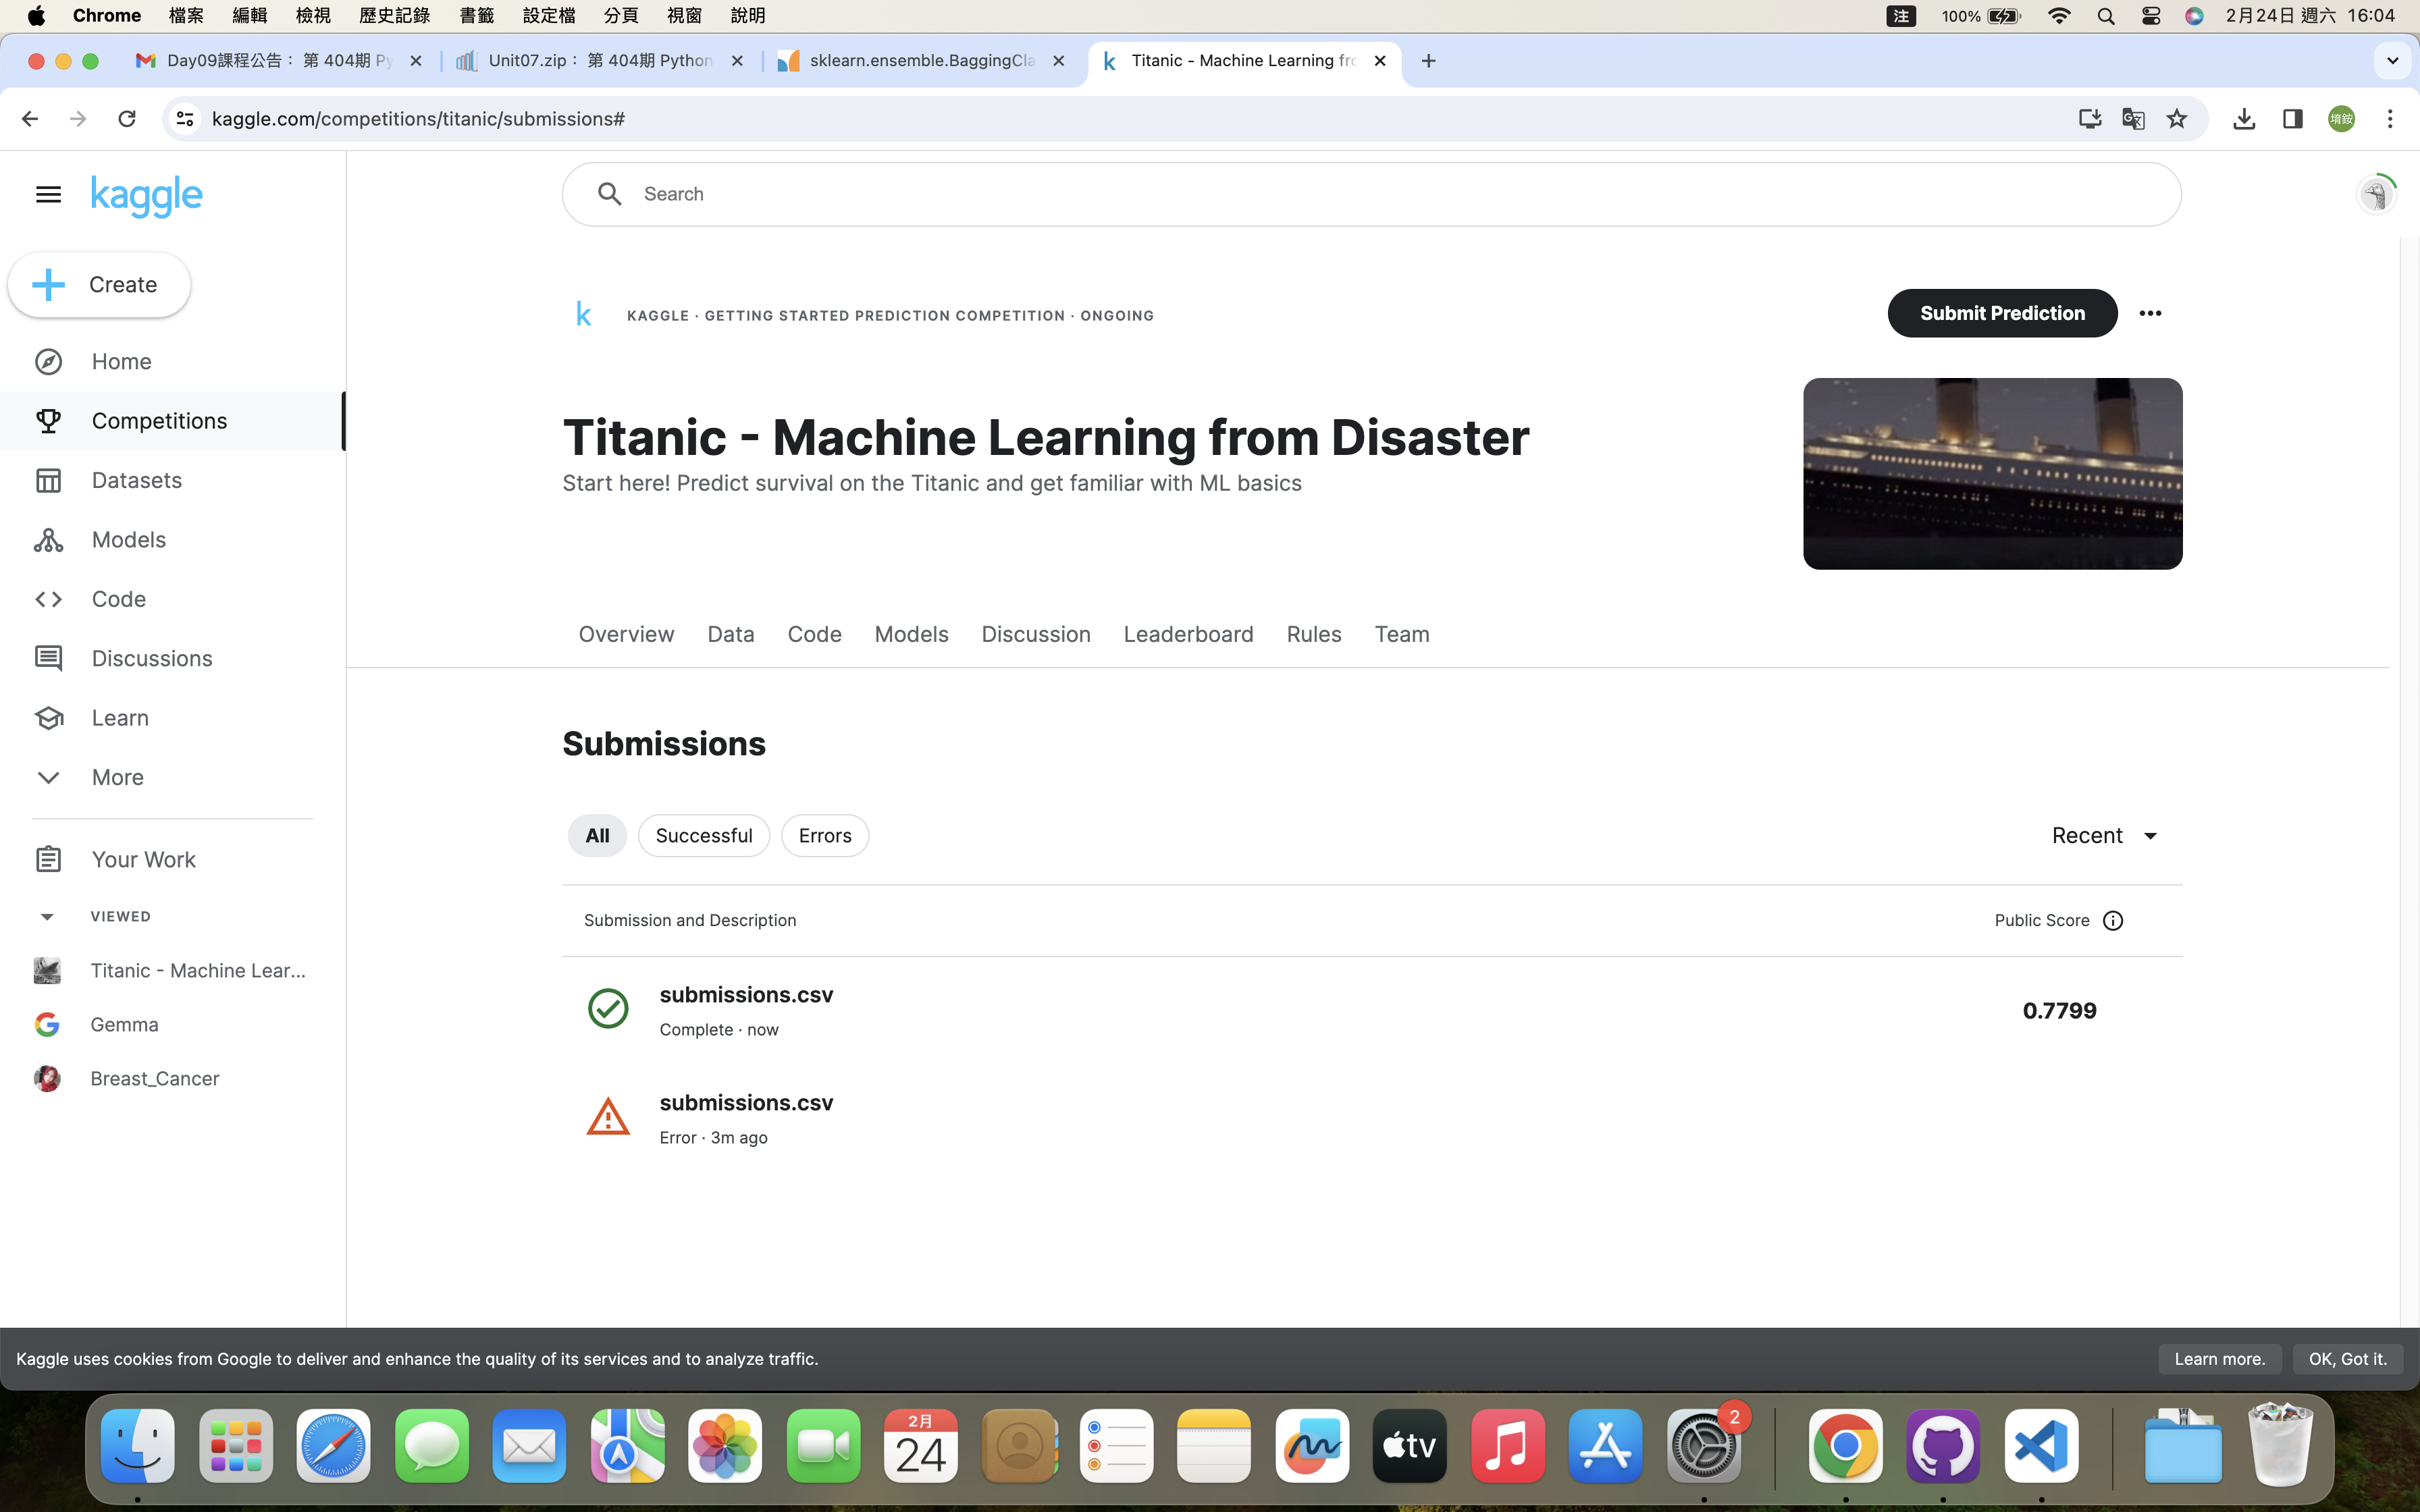 Chrome 檔案 編輯 檢視 歷史記錄 書籤 設定檔 分頁 視窗 說明 注 100% 2月24日 週六 16:04
Day09課程公告： 第 404期 Py Unit07.zip： 第 404期 Python sklearn.ensemble.BaggingCla Titanic - Machine Learning fro
kaggle.com/competitions/titanic/submissions#
堉銨
kaggle
Search
Create
Home
Competitions
Datasets
Models
Code
Discussions
Learn
More
Your Work
VIEWED
Titanic - Machine Lear...
Gemma
Breast_Cancer
KAGGLE · GETTING STARTED PREDICTION COMPETITION · ONGOING
Submit Prediction
Titanic - Machine Learning from Disaster
Start here! Predict survival on the Titanic and get familiar with ML basics
Overview Data Code Models Discussion Leaderboard Rules Team
Submissions
All Successful Errors Recent
Submission and Description Public Score
submissions.csv
Complete · now
0.7799
submissions.csv
Error · 3m ago
Kaggle uses cookies from Google to deliver and enhance the quality of its services and to analyze traffic. Learn more. OK, Got it.
2月
24
tv
2